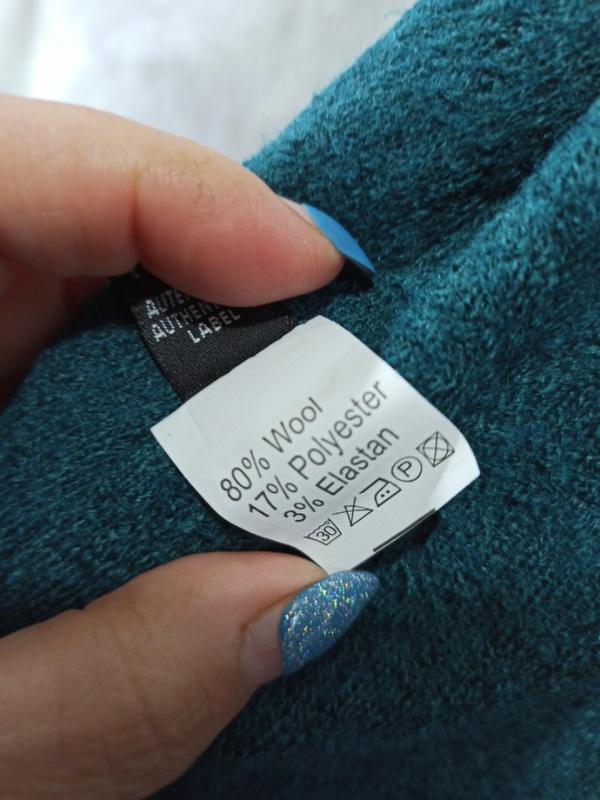 LABEL
80% Wool
17% Polyester
3% Elastan
30 P